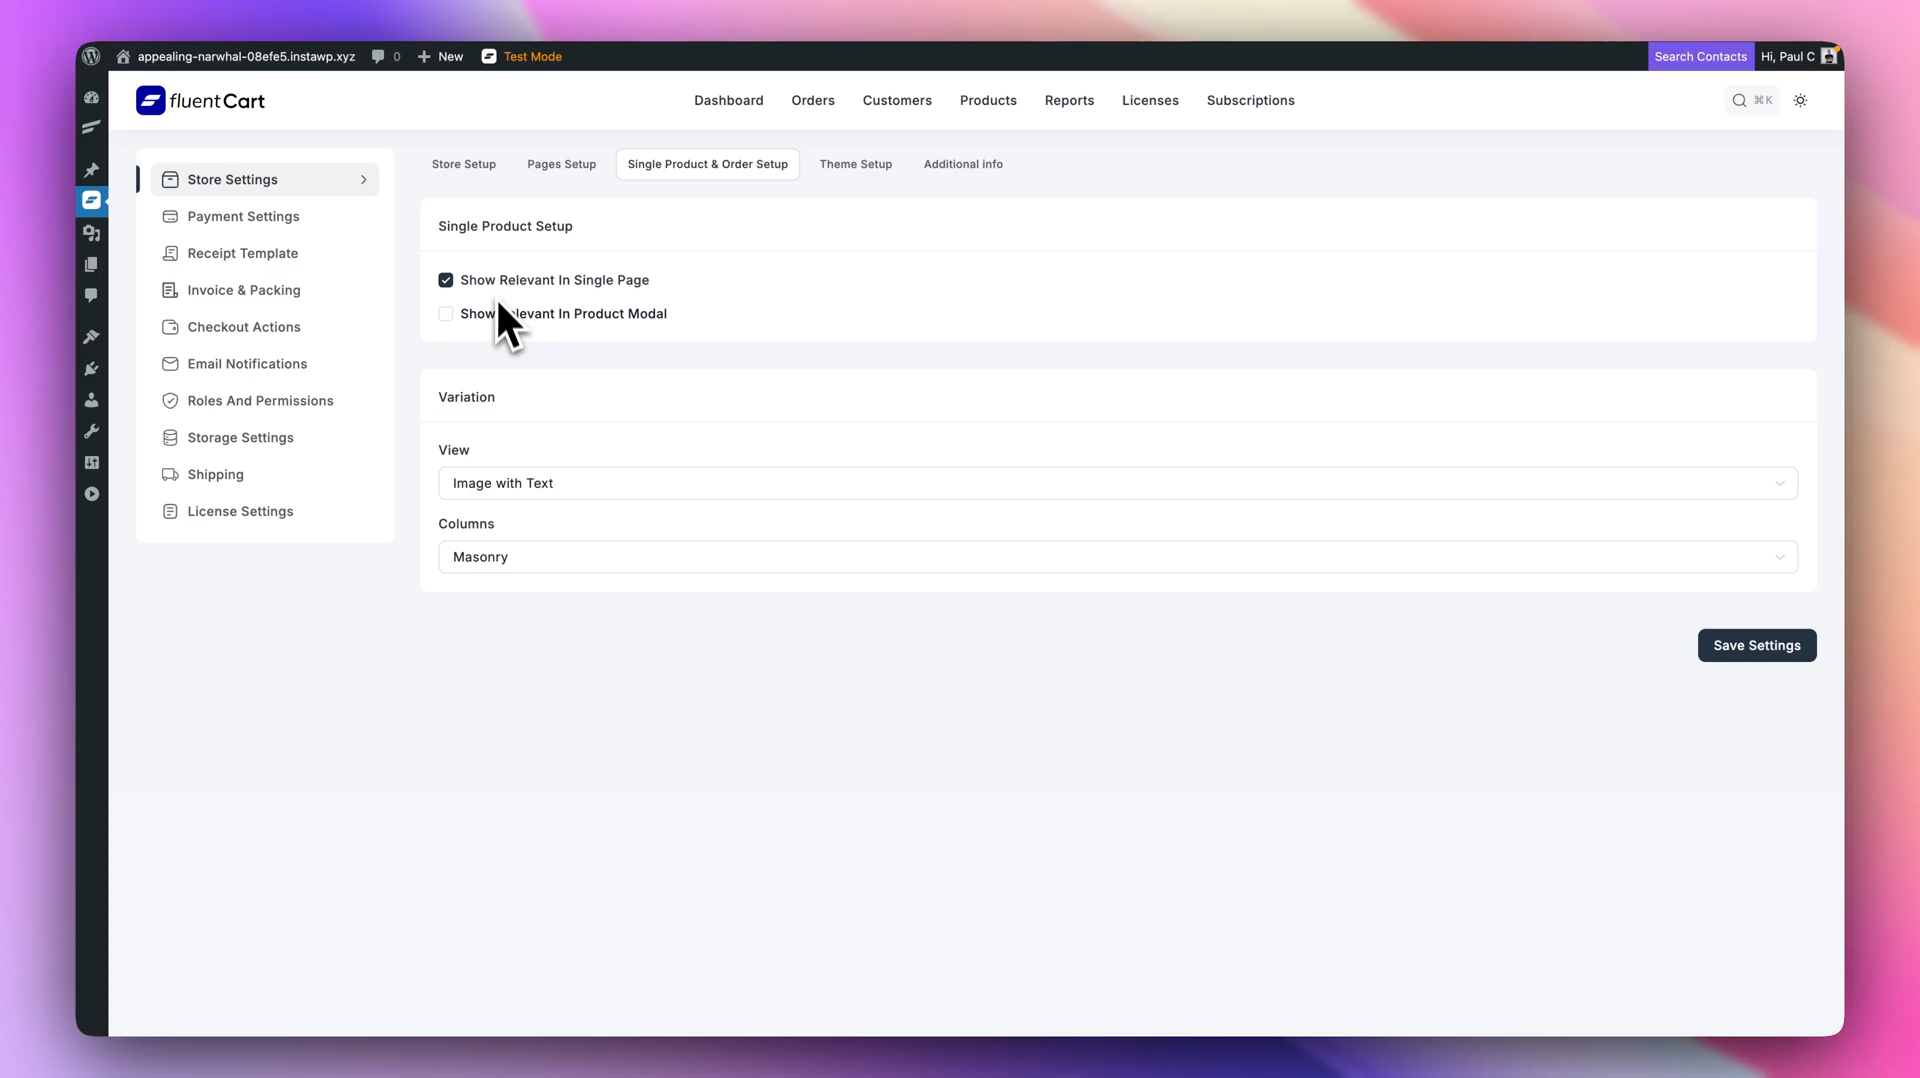 appealing-narwhal-08efe5.instawp.xyz
0
New
Test Mode
Search Contacts
Hi, Paul C
fluentCart
Dashboard
Orders
Customers
Products
Reports
Licenses
Subscriptions
⌘K
Store Settings
Payment Settings
Receipt Template
Invoice & Packing
Checkout Actions
Email Notifications
Roles And Permissions
Storage Settings
Shipping
License Settings
Store Setup
Pages Setup
Single Product & Order Setup
Theme Setup
Additional info
Single Product Setup
Show Relevant In Single Page
Show Relevant In Product Modal
Variation
View
Image with Text
Columns
Masonry
Save Settings